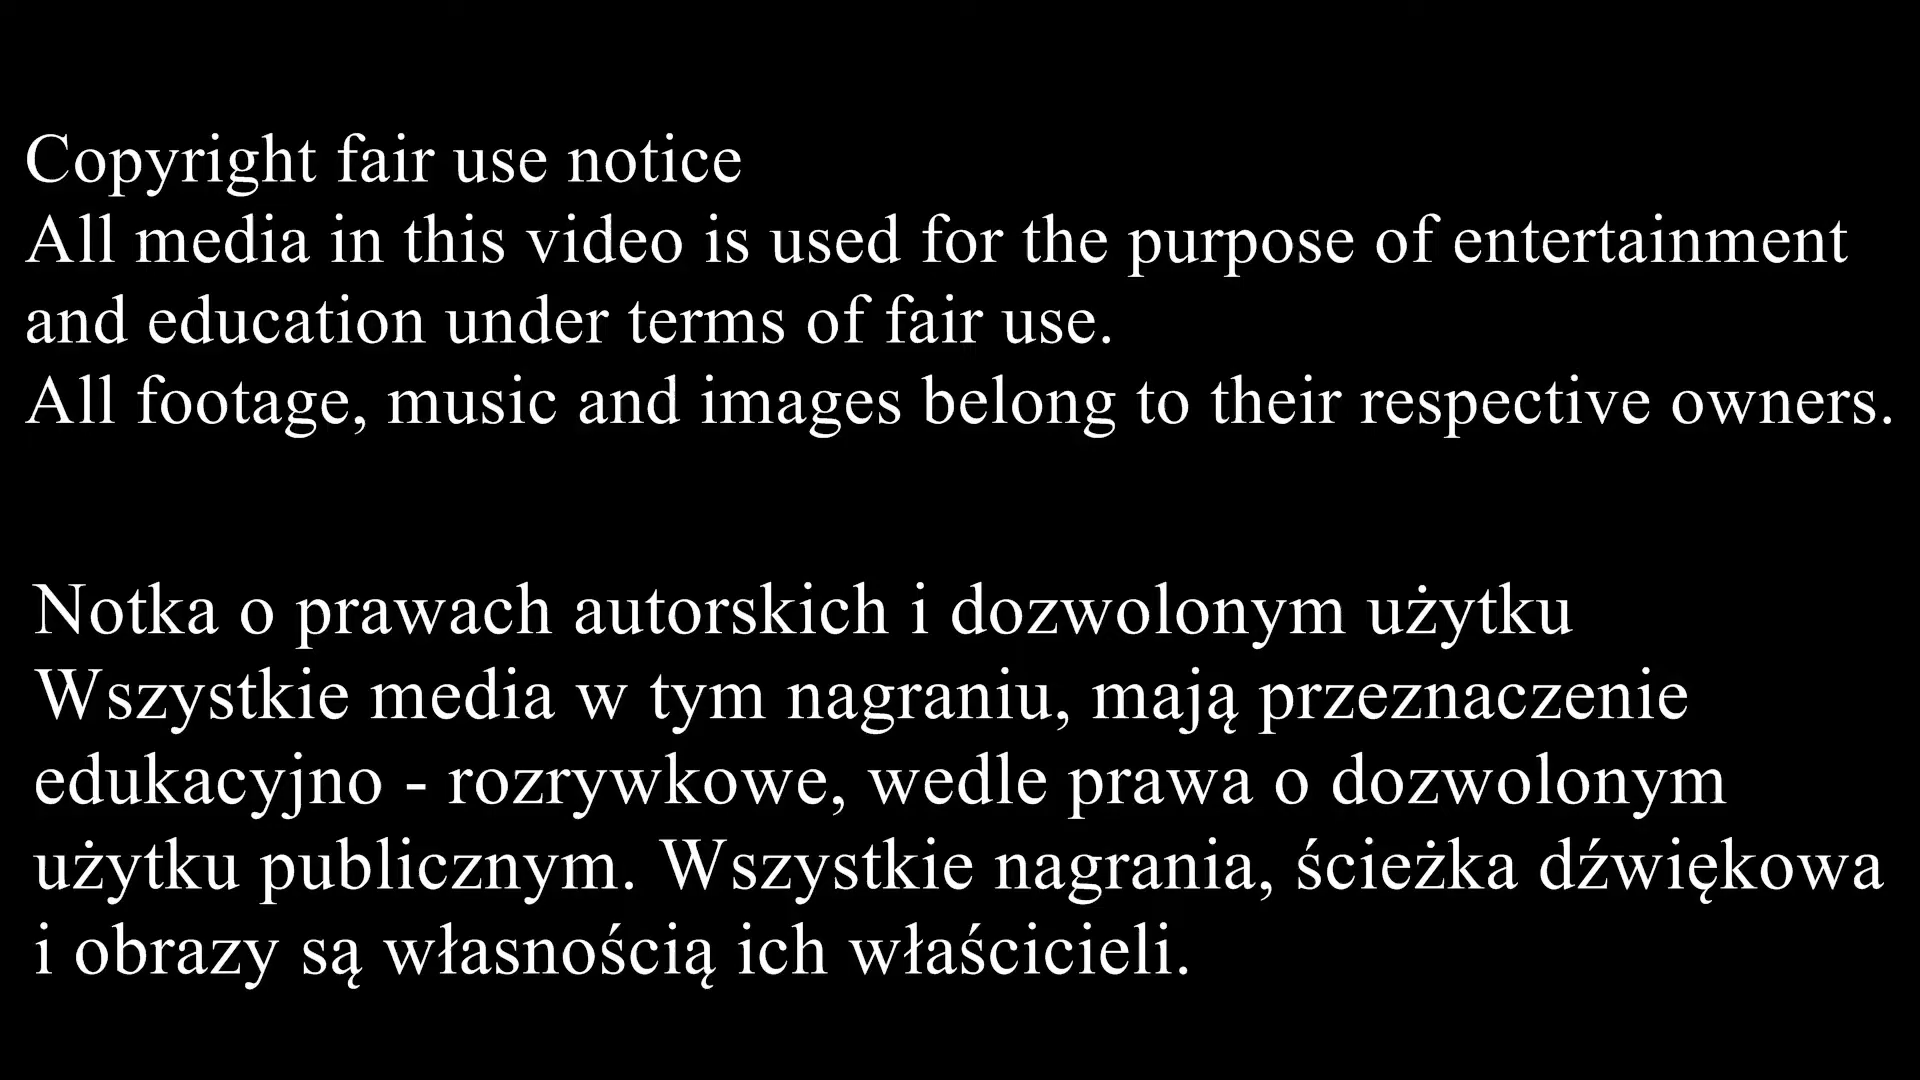 Copyright fair use notice
All media in this video is used for the purpose of entertainment
and education under terms of fair use.
All footage, music and images belong to their respective owners.
Notka o prawach autorskich i dozwolonym użytku
Wszystkie media w tym nagraniu, mają przeznaczenie
edukacyjno - rozrywkowe, wedle prawa o dozwolonym
użytku publicznym. Wszystkie nagrania, ścieżka dźwiękowa
i obrazy są własnością ich właścicieli.